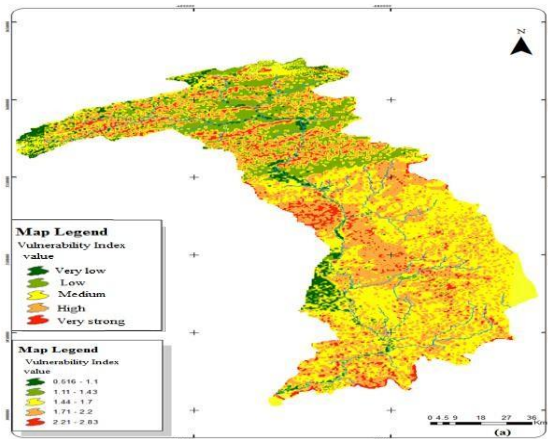 N
Map Legend
Vulnerability Index
value
Very low
Low
Medium
High
Very strong
Map Legend
Vulnerability Index
value
0.516 - 1.1
1.11 - 1.43
1.44 - 1.7
1.71 - 2.2
2.21 - 2.83
0 4.5 9 18 27 36
Km
(a)